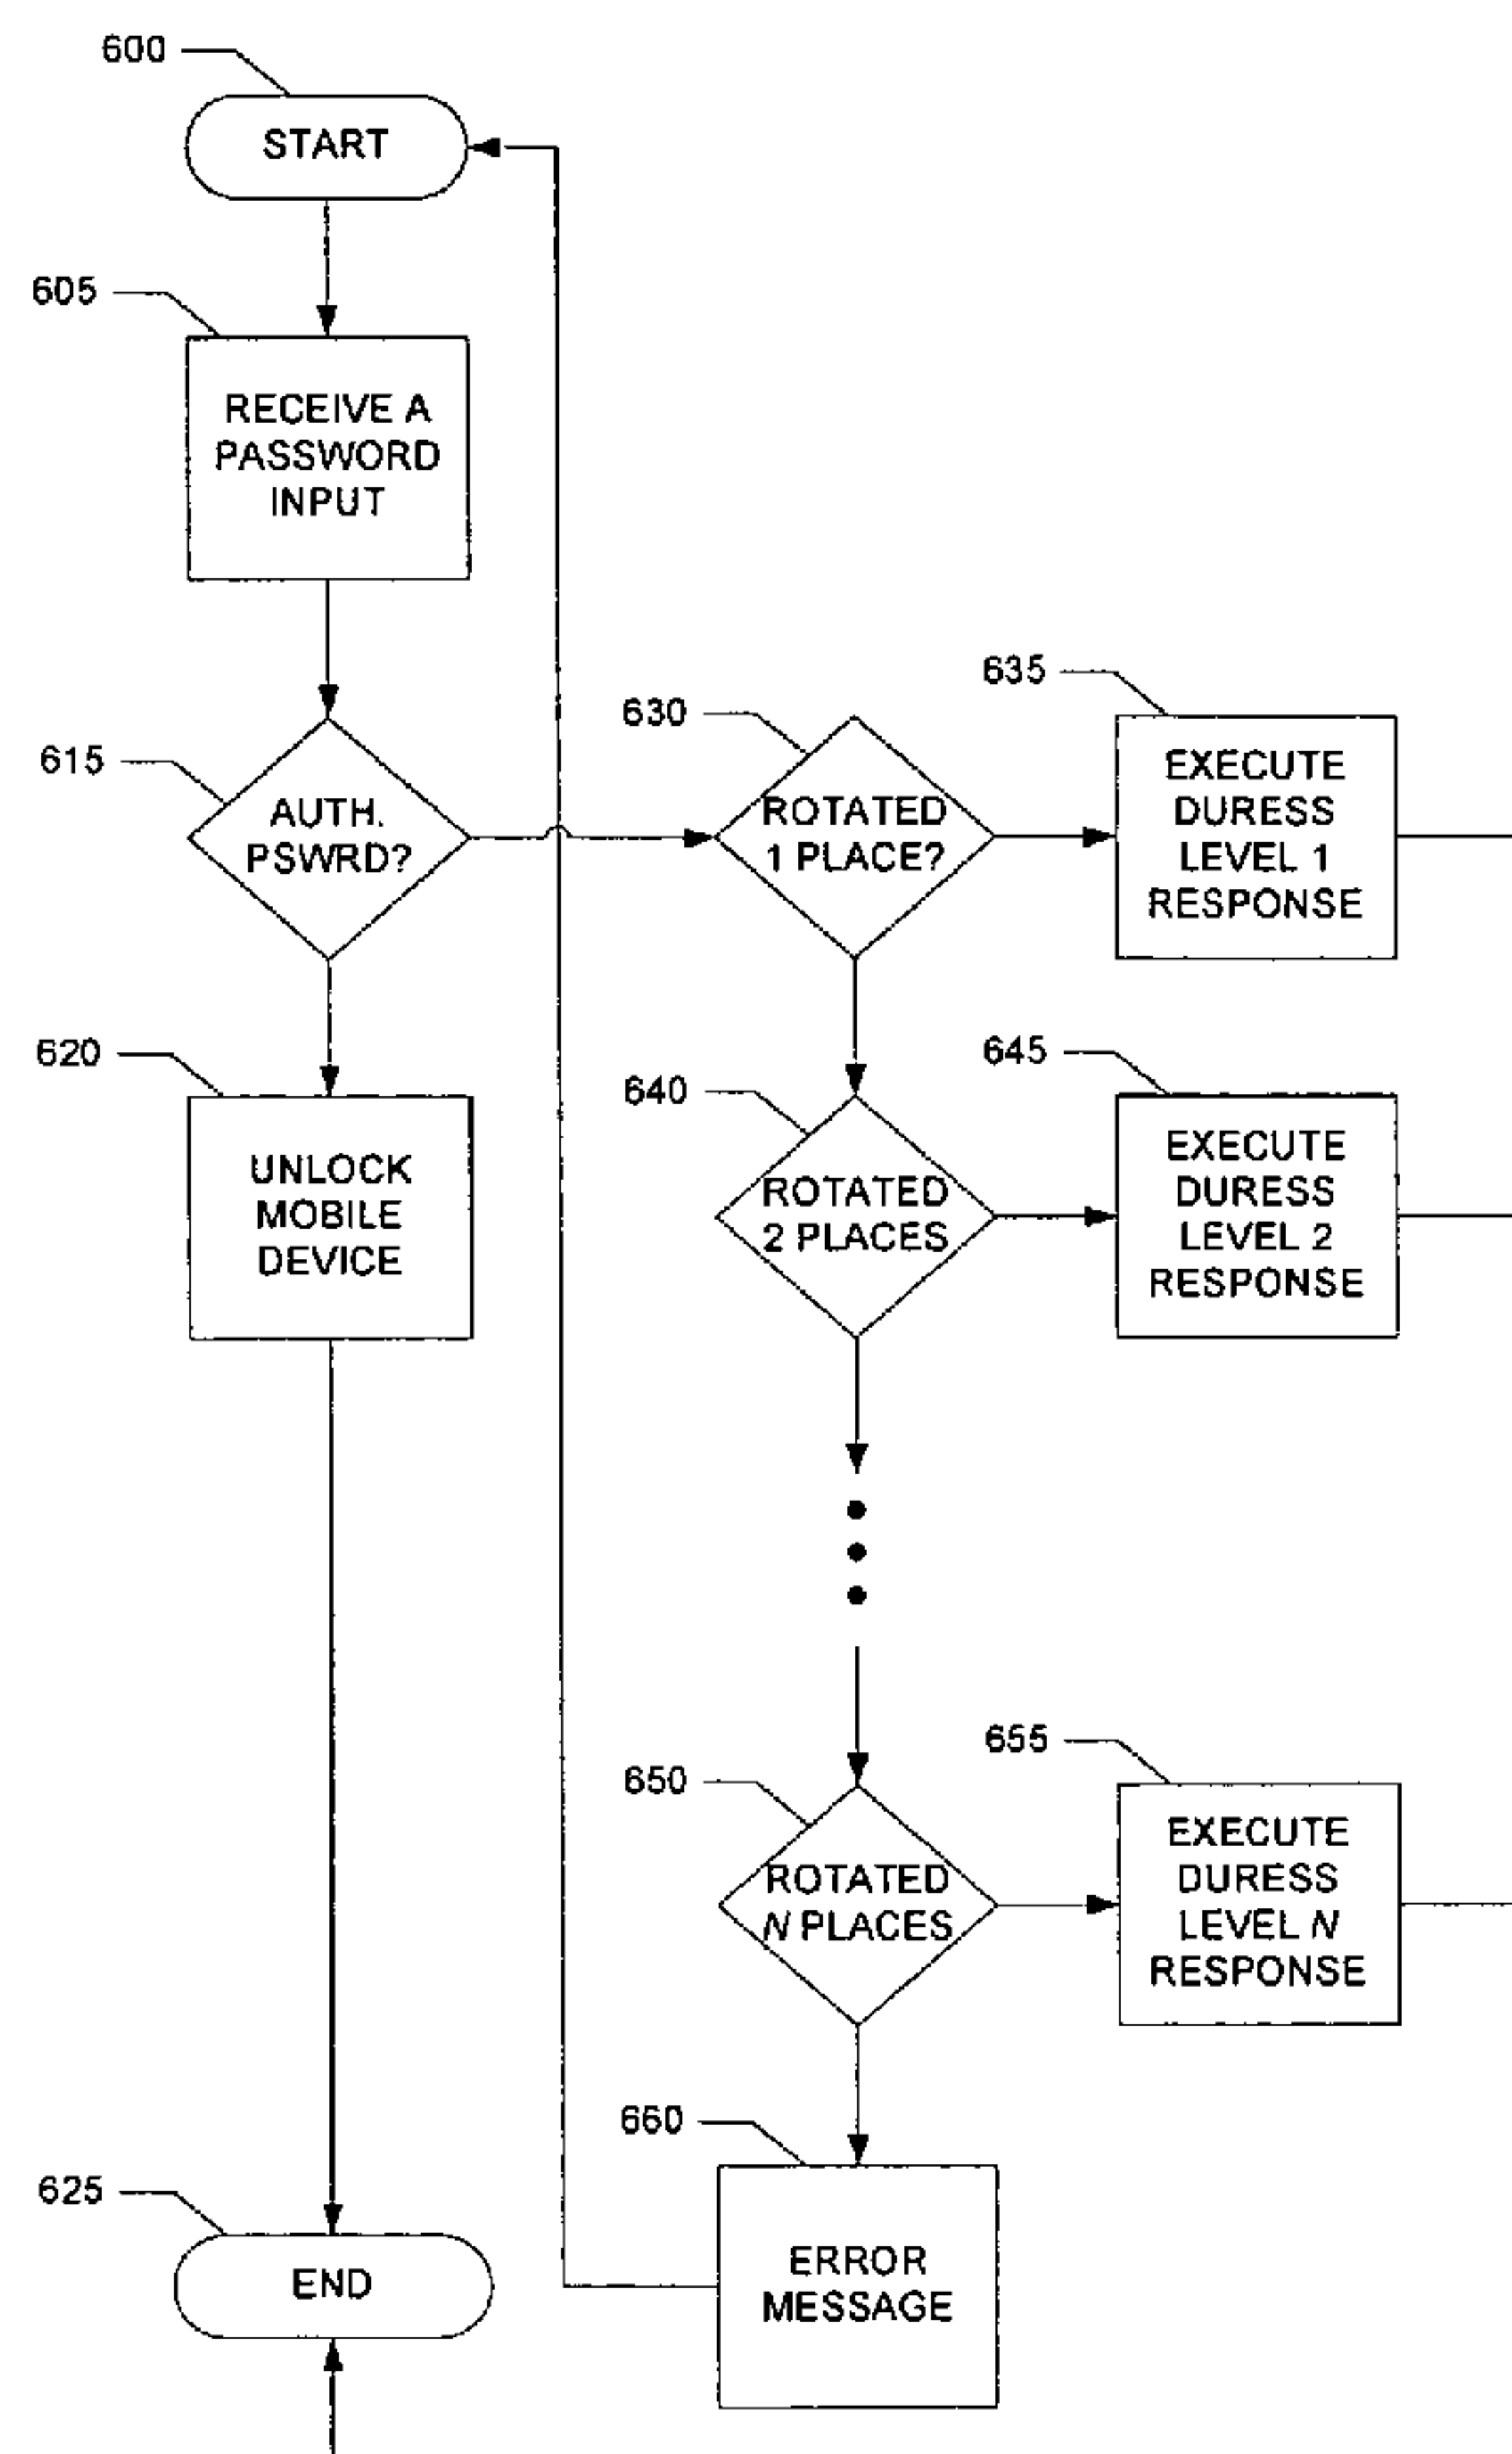 600
START
605
RECEIVE A
PASSWORD
INPUT
615
AUTH.
PSWRD?
630
ROTATED
1 PLACE?
635
EXECUTE
DURESS
LEVEL 1
RESPONSE
620
UNLOCK
MOBILE
DEVICE
640
ROTATED
2 PLACES
645
EXECUTE
DURESS
LEVEL 2
RESPONSE
650
ROTATED
N PLACES
655
EXECUTE
DURESS
LEVEL N
RESPONSE
660
ERROR
MESSAGE
625
END